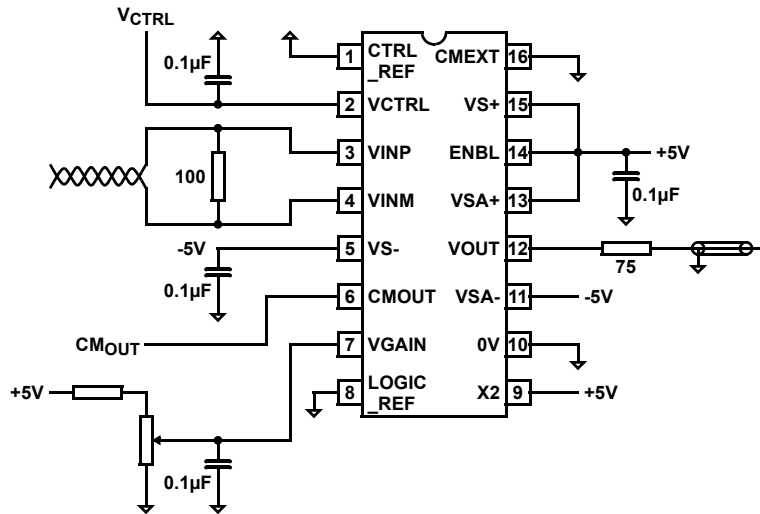 VCTRL
0.1µF
1 CTRL _REF CMEXT 16
2 VCTRL VS+ 15
3 VINP ENBL 14 +5V
100
0.1µF
4 VINM VSA+ 13
-5V 5 VS- VOUT 12
75
0.1µF
6 CMOUT VSA- 11 -5V
CMOUT
7 VGAIN 0V 10
+5V
8 LOGIC _REF X2 9 +5V
0.1µF